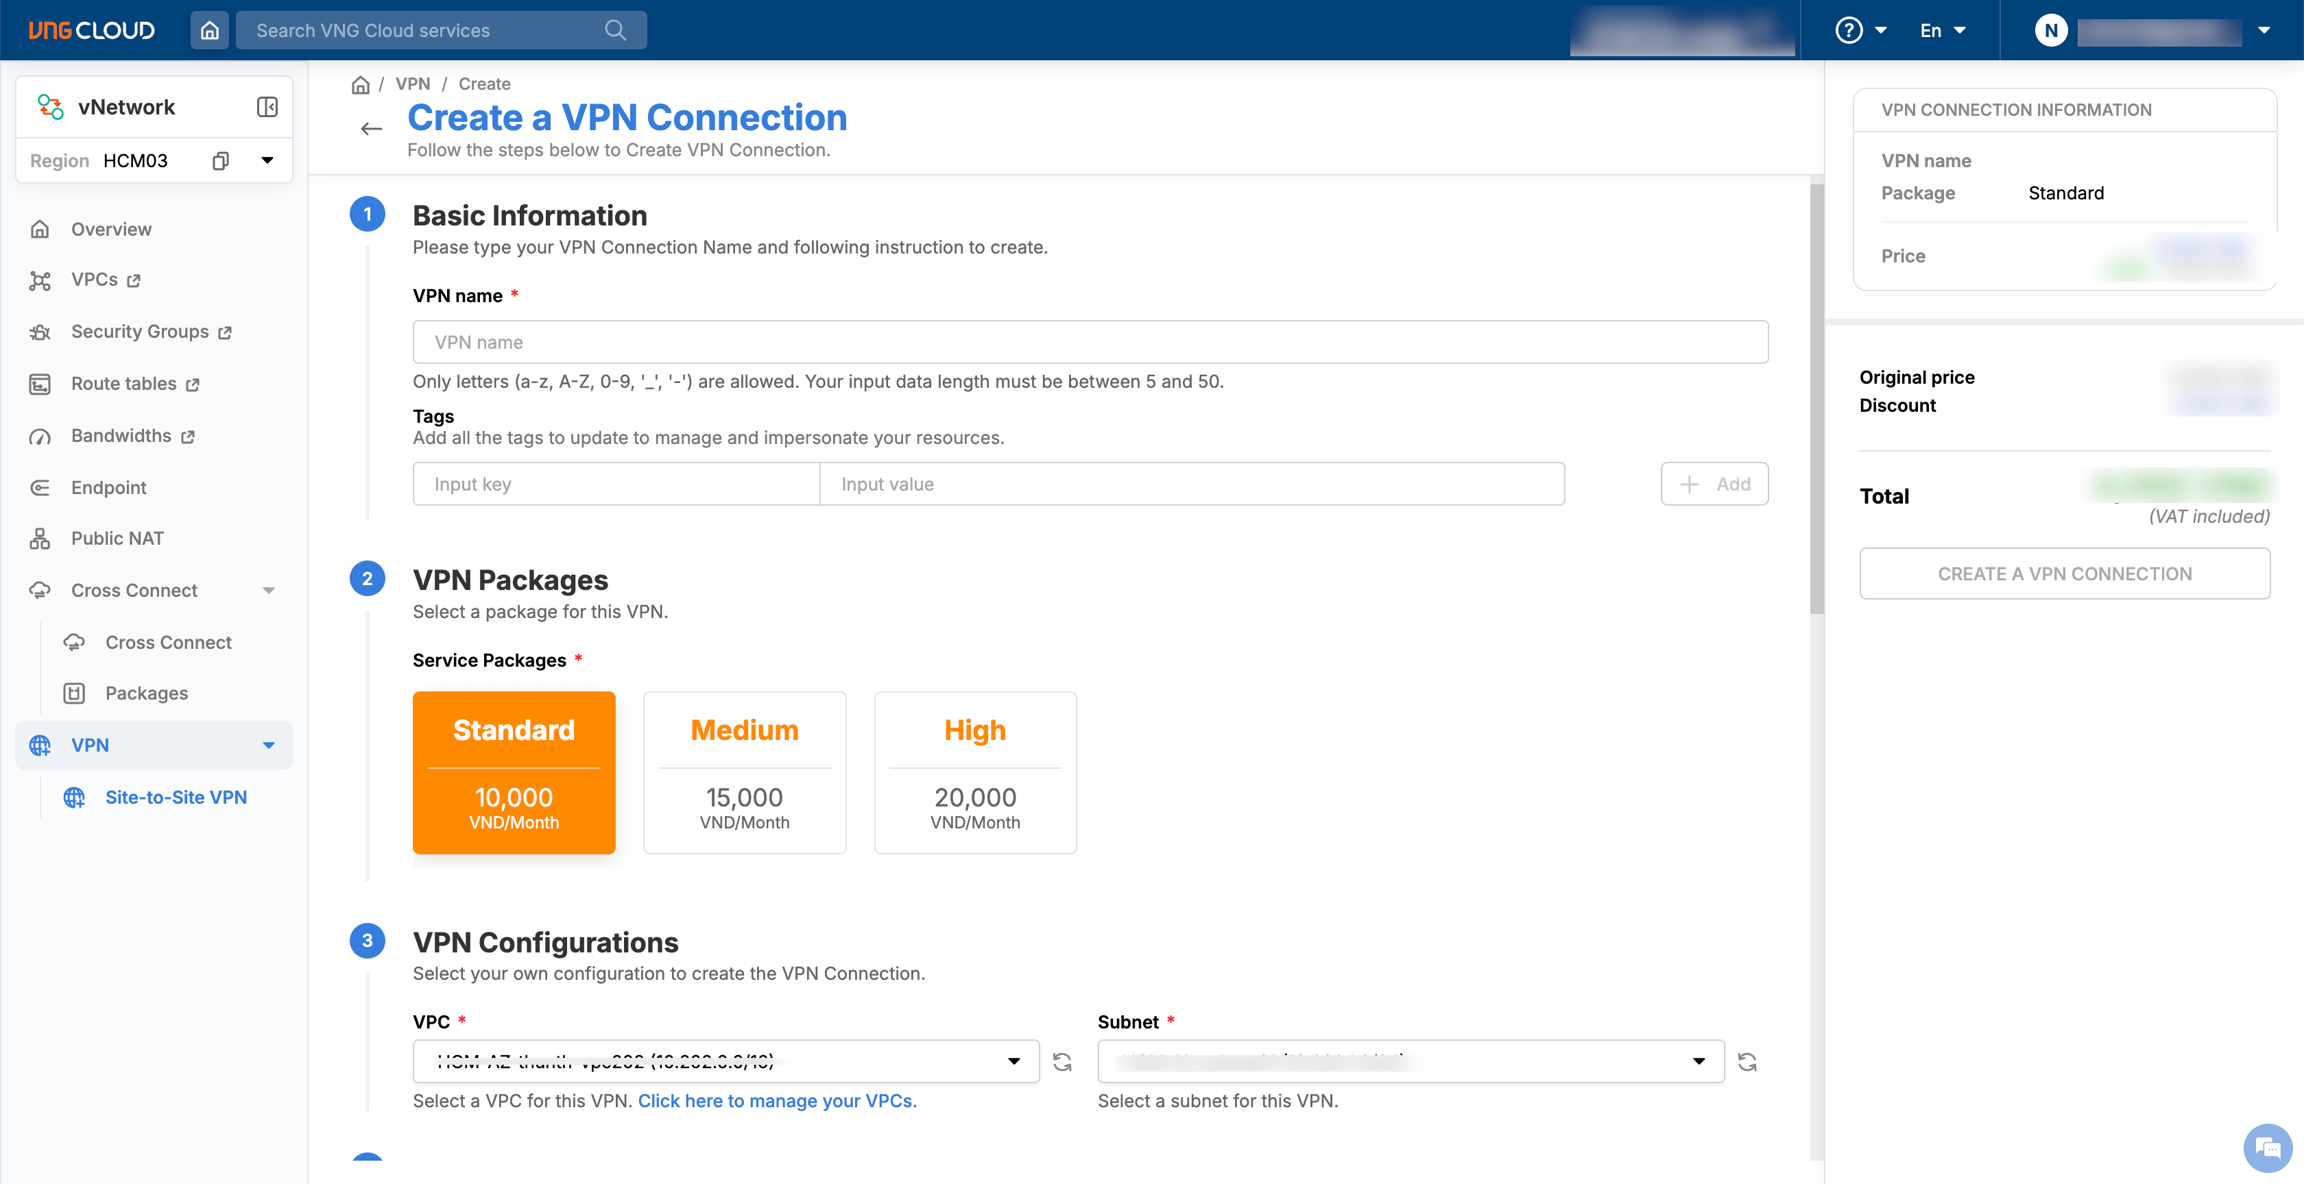 VNG CLOUD
Search VNG Cloud services
?
En
N
vNetwork
Region HCM03
Overview
VPCs
Security Groups
Route tables
Bandwidths
Endpoint
Public NAT
Cross Connect
Cross Connect
Packages
VPN
Site-to-Site VPN
/ VPN / Create
Create a VPN Connection
Follow the steps below to Create VPN Connection.
1
Basic Information
Please type your VPN Connection Name and following instruction to create.
VPN name *
VPN name
Only letters (a-z, A-Z, 0-9, '_', '-') are allowed. Your input data length must be between 5 and 50.
Tags
Add all the tags to update to manage and impersonate your resources.
Input key
Input value
+ Add
2
VPN Packages
Select a package for this VPN.
Service Packages *
Standard
10,000
VND/Month
Medium
15,000
VND/Month
High
20,000
VND/Month
3
VPN Configurations
Select your own configuration to create the VPN Connection.
VPC *
Select a VPC for this VPN. Click here to manage your VPCs.
Subnet *
Select a subnet for this VPN.
VPN CONNECTION INFORMATION
VPN name
Package Standard
Price
Original price
Discount
Total
(VAT included)
CREATE A VPN CONNECTION